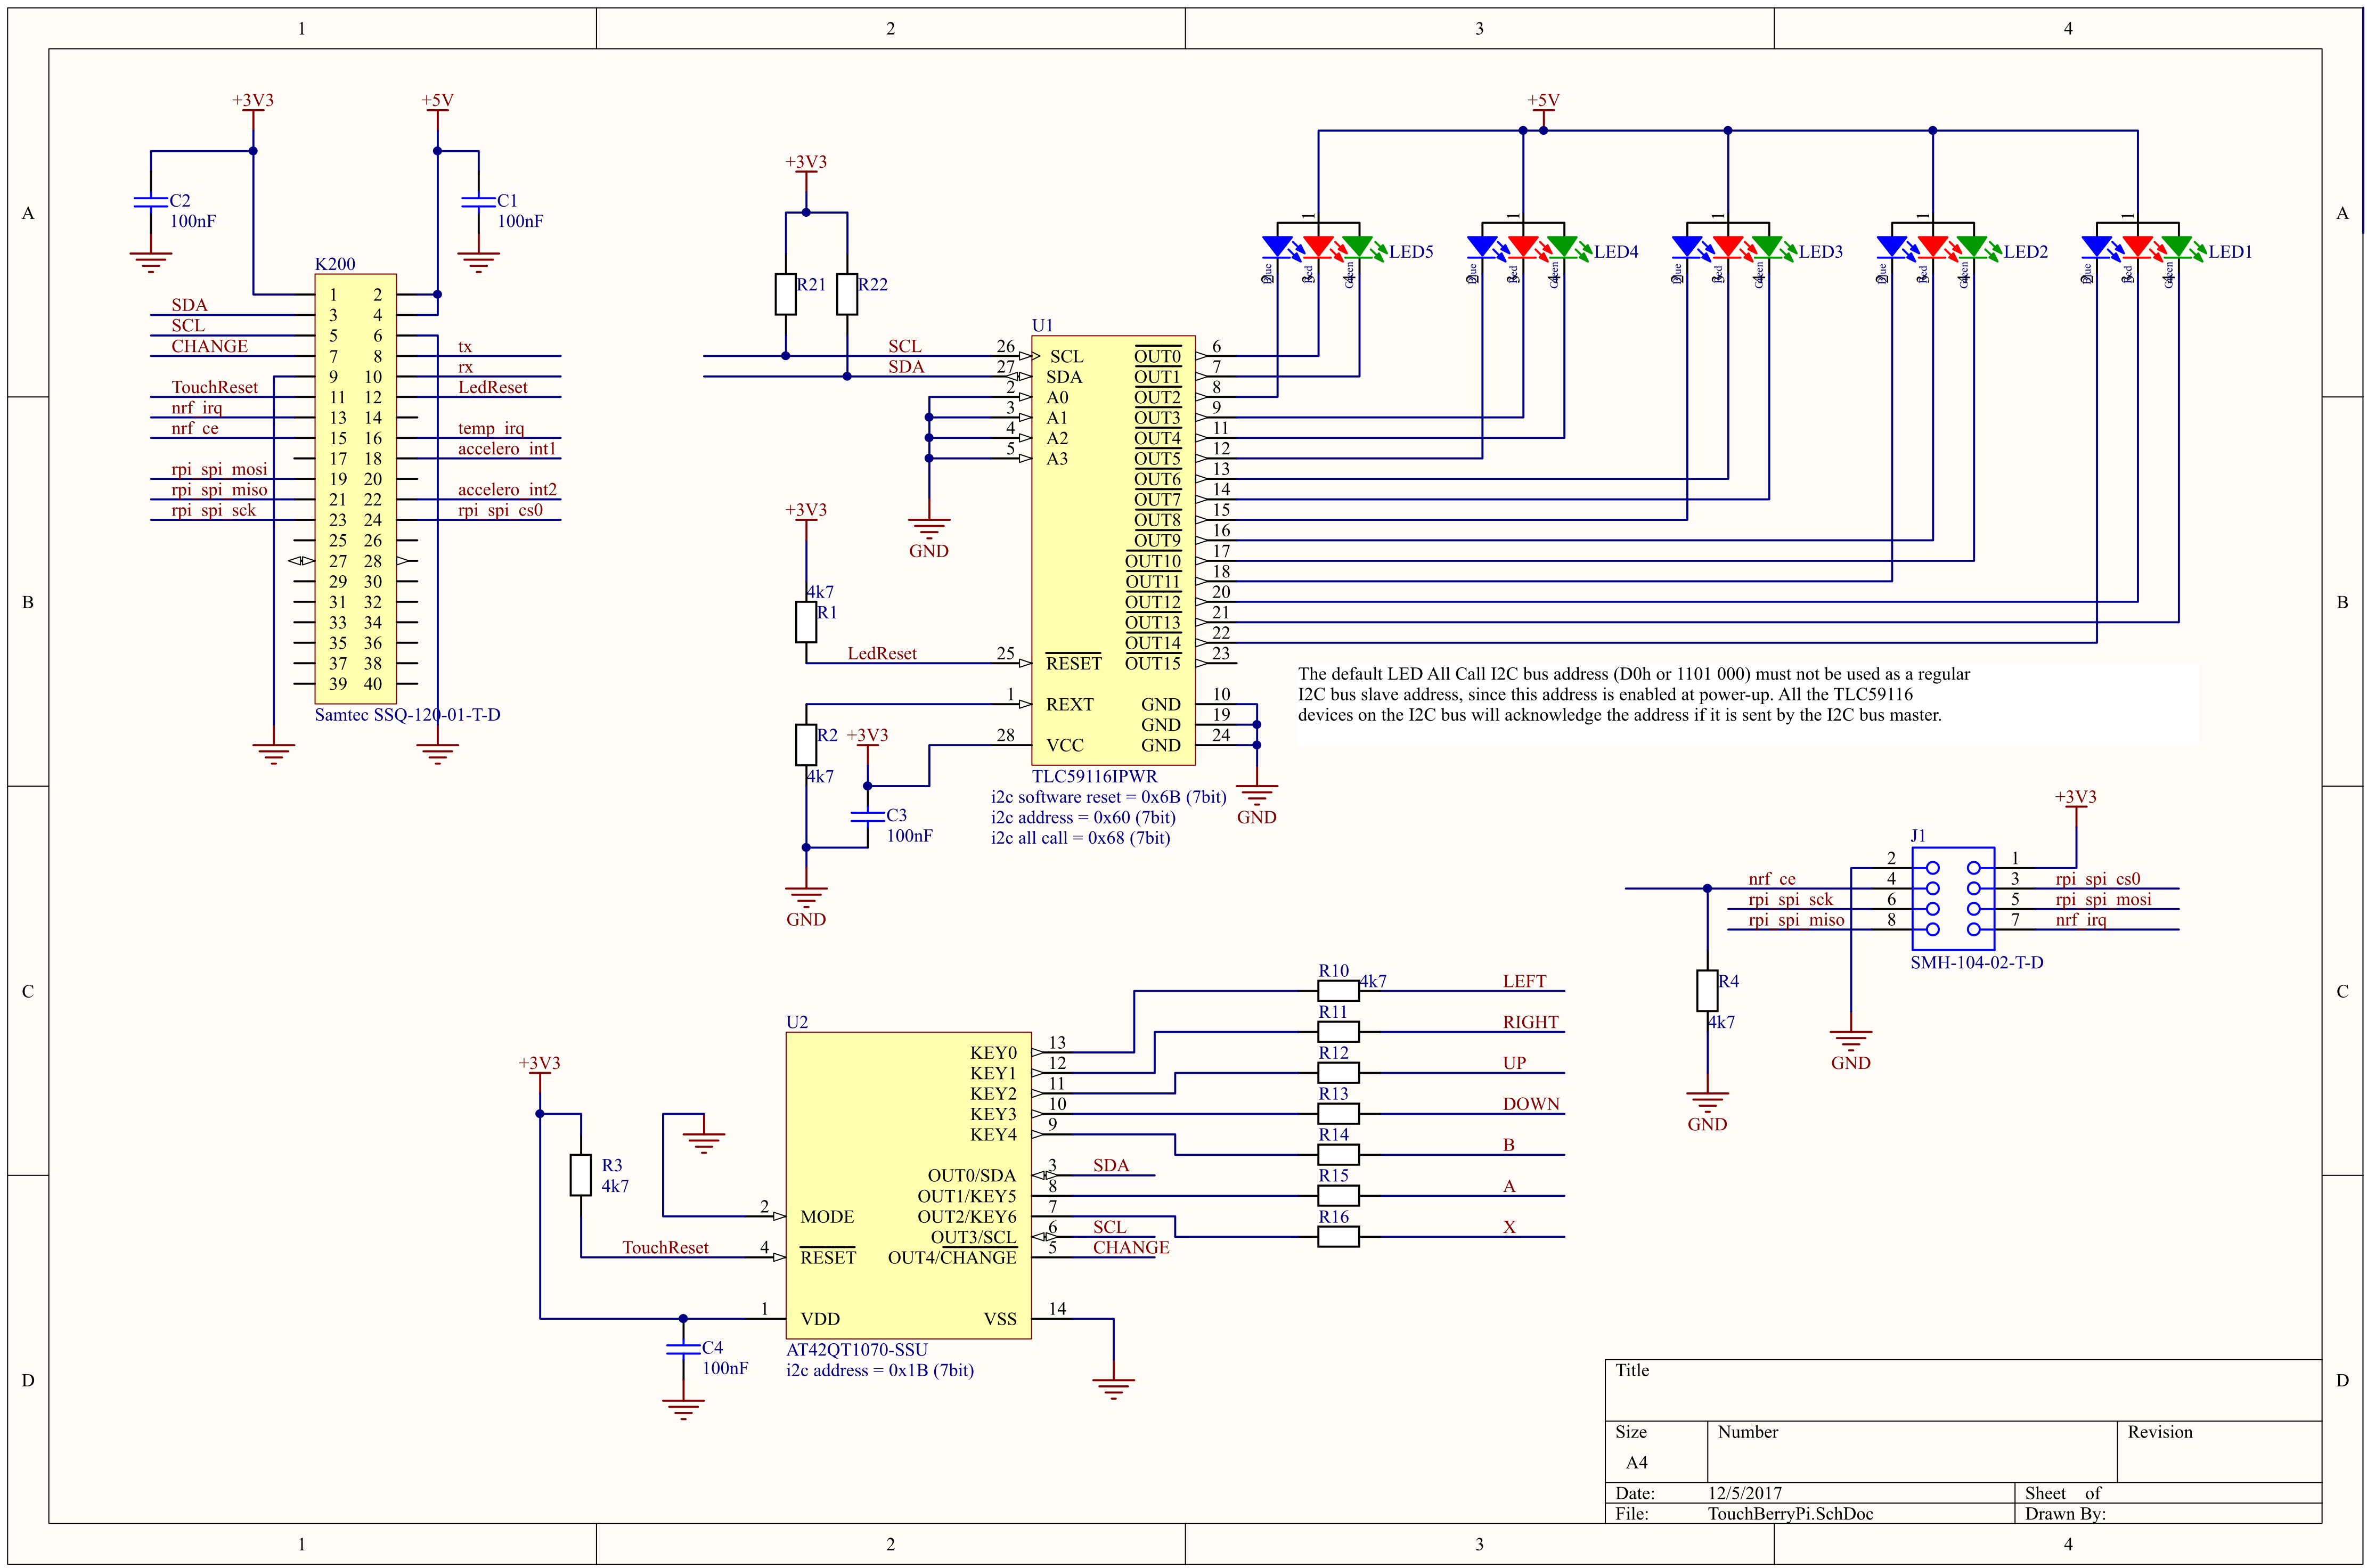 1 2 3 4
A A
B B
C C
D D
+3V3
+5V
C2
100nF
C1
100nF
K200
1 2
SDA 3 4
SCL 5 6
CHANGE 7 8 tx
9 10 rx
TouchReset 11 12 LedReset
nrf_irq 13 14
nrf_ce 15 16 temp_irq
17 18 accelero_int1
rpi_spi_mosi 19 20
rpi_spi_miso 21 22 accelero_int2
rpi_spi_sck 23 24 rpi_spi_cs0
25 26
27 28
29 30
31 32
33 34
35 36
37 38
39 40
Samtec SSQ-120-01-T-D
+3V3
R21 R22
U1
SCL 26 SCL OUT0 6
SDA 27 SDA OUT1 7
2 A0 OUT2 8
3 A1 OUT3 9
4 A2 OUT4 11
5 A3 OUT5 12
OUT6 13
OUT7 14
OUT8 15
OUT9 16
OUT10 17
OUT11 18
OUT12 20
OUT13 21
OUT14 22
LedReset 25 RESET OUT15 23
1 REXT GND 10
GND 19
28 VCC GND 24
GND
+3V3
4k7
R1
R2
4k7
+3V3
C3
100nF
GND
GND
TLC59116IPWR
i2c software reset = 0x6B (7bit)
i2c address = 0x60 (7bit)
i2c all call = 0x68 (7bit)
+5V
1 1 1 1 1
LED5 LED4 LED3 LED2 LED1
The default LED All Call I2C bus address (D0h or 1101 000) must not be used as a regular
I2C bus slave address, since this address is enabled at power-up. All the TLC59116
devices on the I2C bus will acknowledge the address if it is sent by the I2C bus master.
+3V3
J1
2 1
nrf_ce 4 3 rpi_spi_cs0
rpi_spi_sck 6 5 rpi_spi_mosi
rpi_spi_miso 8 7 nrf_irq
SMH-104-02-T-D
R4
4k7
GND
GND
U2
KEY0 13
KEY1 12
KEY2 11
KEY3 10
KEY4 9
OUT0/SDA 3 SDA
OUT1/KEY5 8
2 MODE OUT2/KEY6 7
OUT3/SCL 6 SCL
TouchReset 4 RESET OUT4/CHANGE 5 CHANGE
1 VDD VSS 14
AT42QT1070-SSU
i2c address = 0x1B (7bit)
+3V3
R3
4k7
C4
100nF
R10 4k7 LEFT
R11 RIGHT
R12 UP
R13 DOWN
R14 B
R15 A
R16 X
Title
Size Number Revision
A4
Date: 12/5/2017 Sheet of
File: TouchBerryPi.SchDoc Drawn By:
1 2 3 4